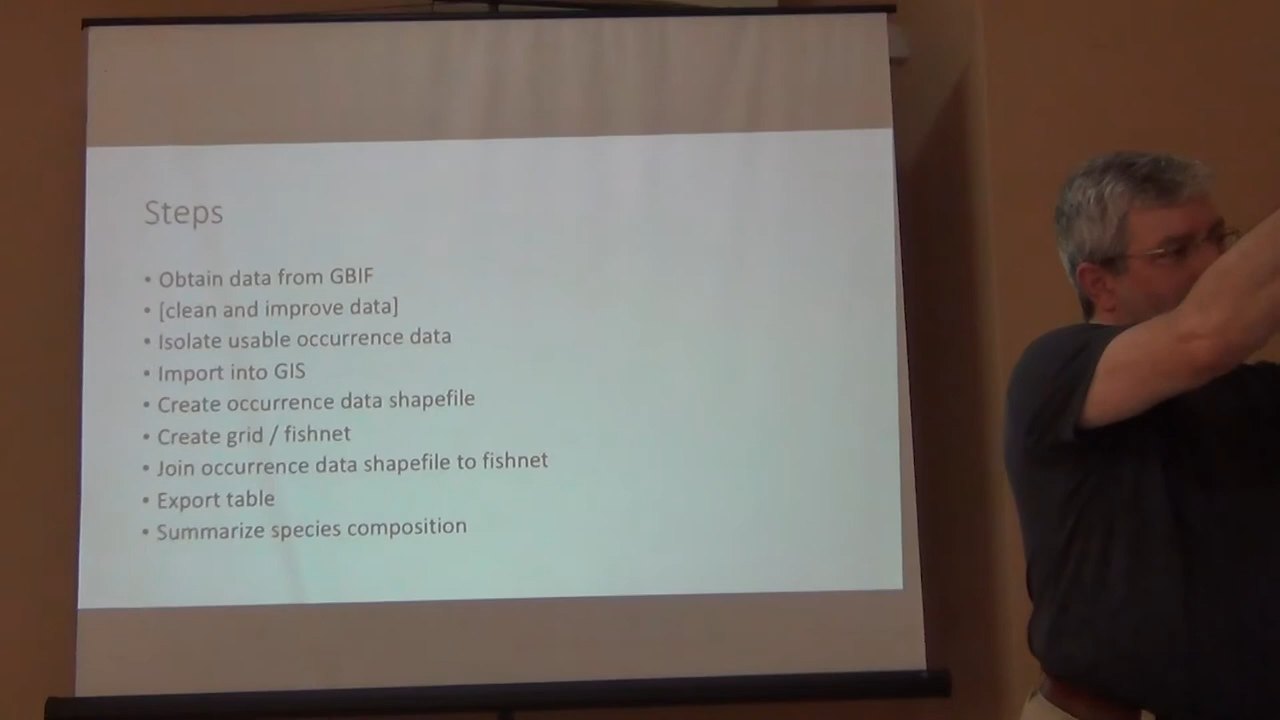 Steps
• Obtain data from GBIF
• [clean and improve data]
• Isolate usable occurrence data
• Import into GIS
• Create occurrence data shapefile
• Create grid / fishnet
• Join occurrence data shapefile to fishnet
• Export table
• Summarize species composition